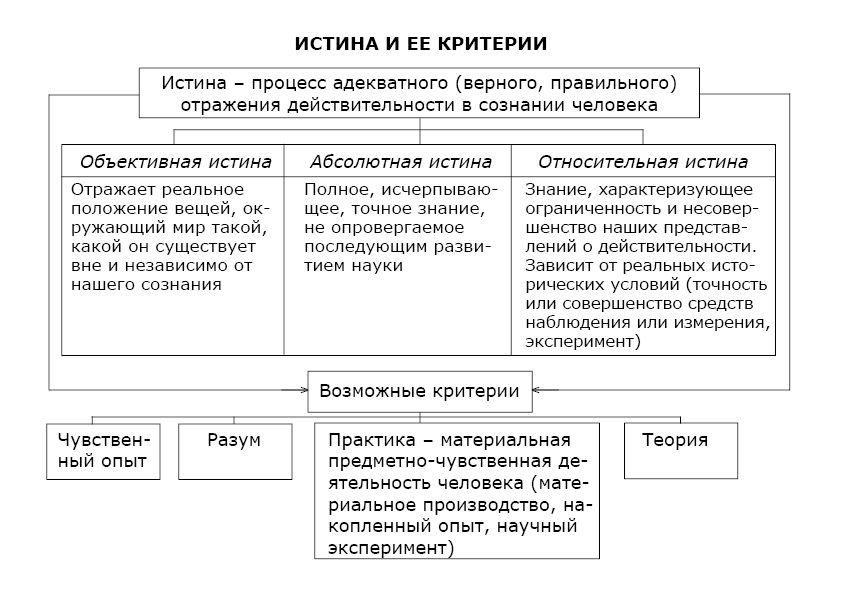 ИСТИНА И ЕЕ КРИТЕРИИ
Истина – процесс адекватного (верного, правильного)
отражения действительности в сознании человека
Объективная истина
Отражает реальное
положение вещей, ок-
ружающий мир такой,
какой он существует
вне и независимо от
нашего сознания
Абсолютная истина
Полное, исчерпываю-
щее, точное знание,
не опровергаемое
последующим разви-
тием науки
Относительная истина
Знание, характеризующее
ограниченность и несовер-
шенство наших представ-
лений о действительности.
Зависит от реальных исто-
рических условий (точность
или совершенство средств
наблюдения или измерения,
эксперимент)
Возможные критерии
Чувствен-
ный опыт
Разум
Практика – материальная
предметно-чувственная де-
ятельность человека (мате-
риальное производство, на-
копленный опыт, научный
эксперимент)
Теория